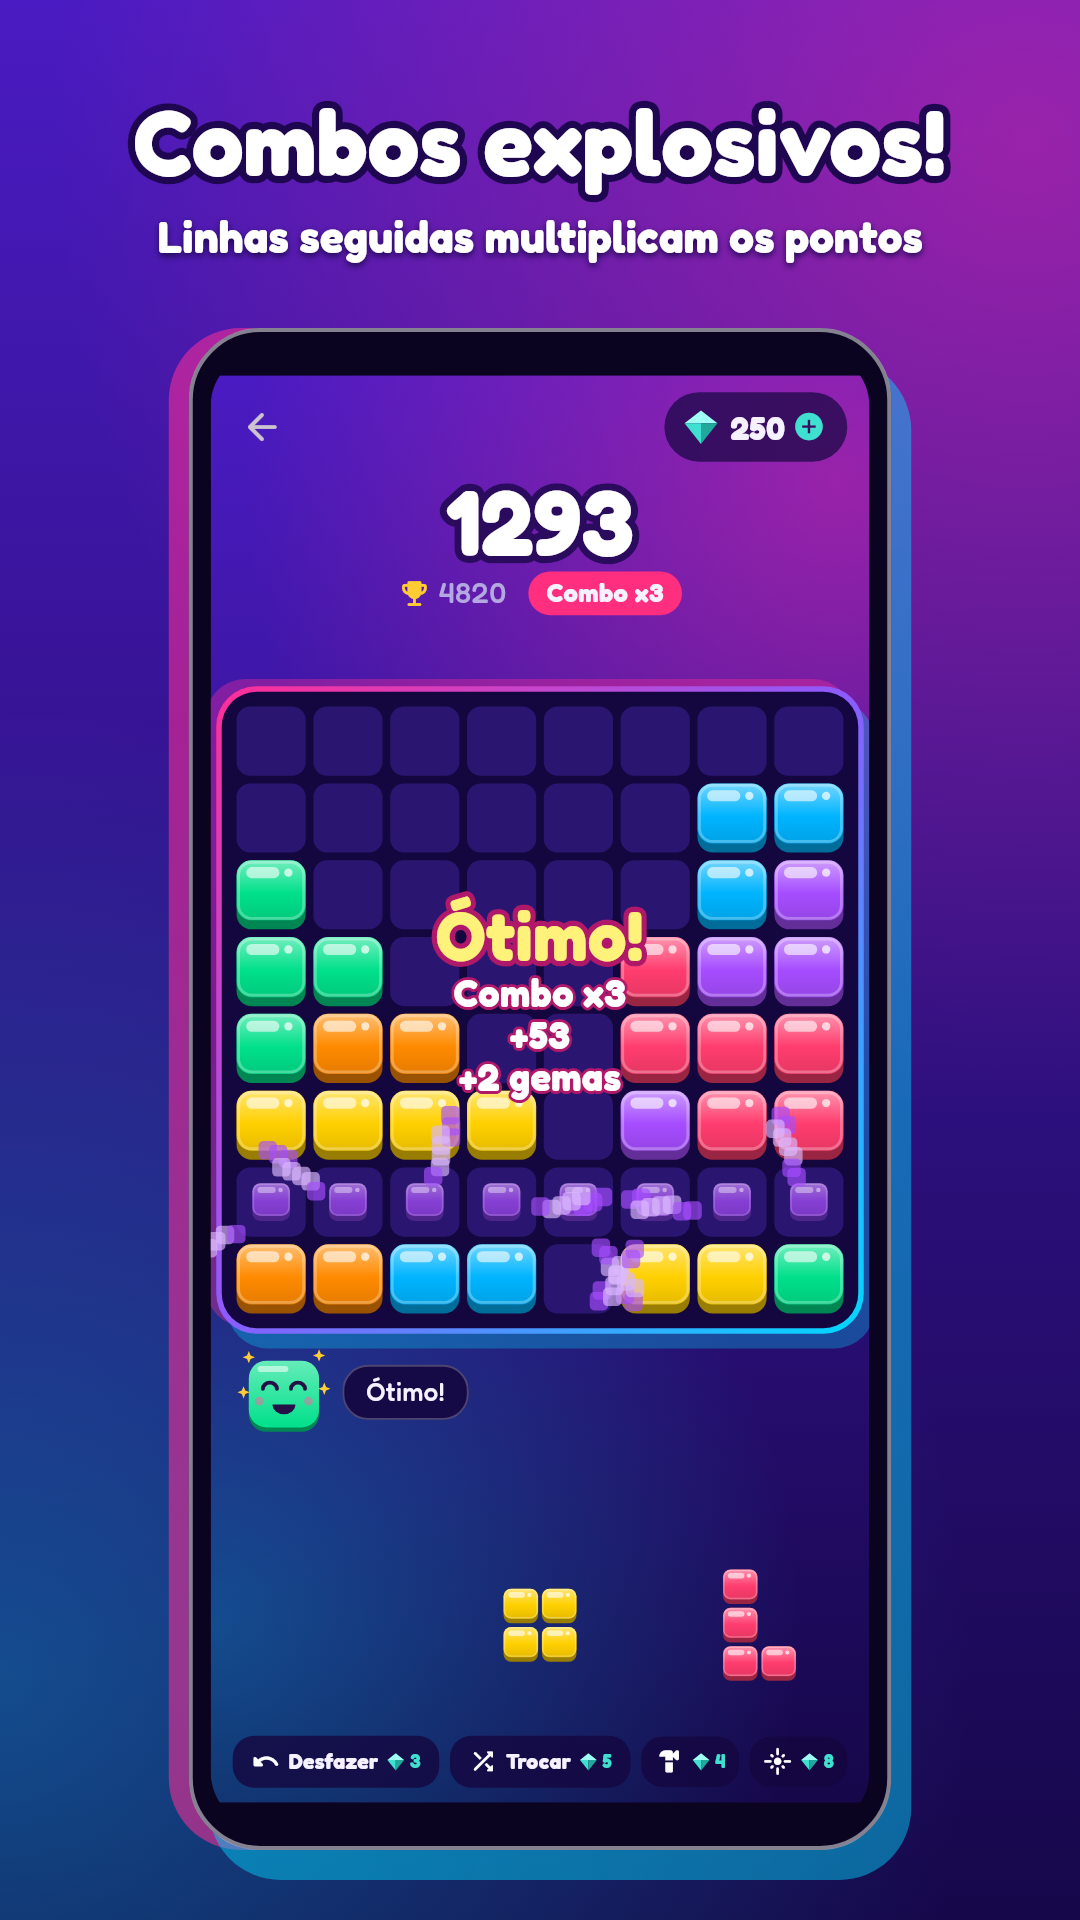 Combos explosivos!
Linhas seguidas multiplicam os pontos
250
1293
4820 Combo x3
Ótimo!
Combo x3
+53
+2 gemas
Ótimo!
Desfazer 3 Trocar 5 4 8